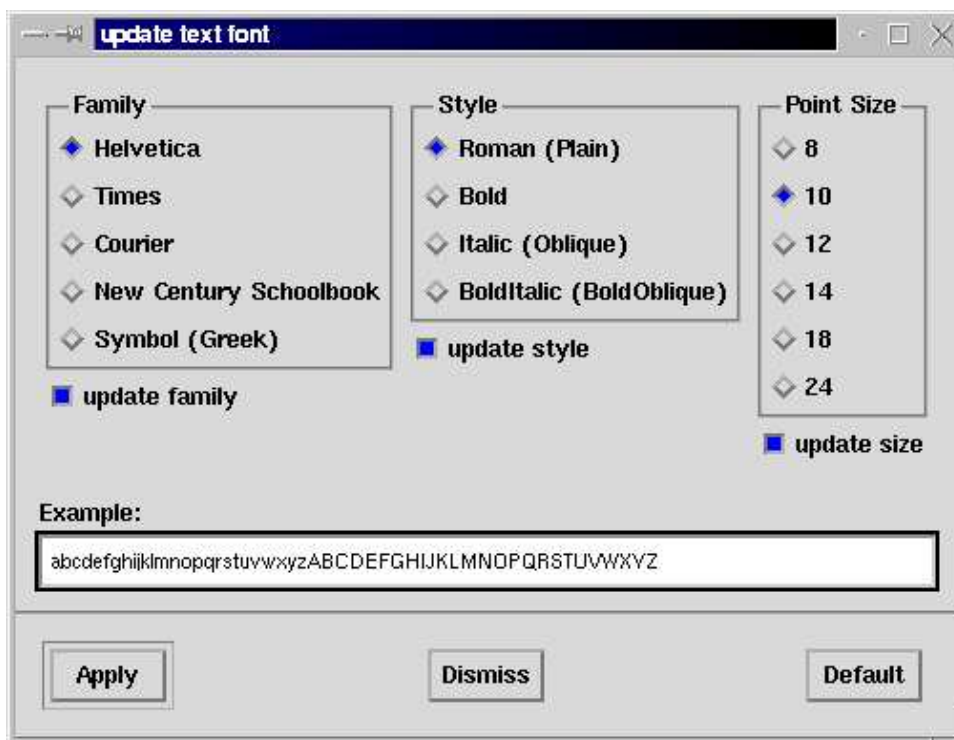 update text font
Family
Helvetica
Times
Courier
New Century Schoolbook
Symbol (Greek)
update family
Style
Roman (Plain)
Bold
Italic (Oblique)
BoldItalic (BoldOblique)
update style
Point Size
8
10
12
14
18
24
update size
Example:
abcdefghijklmnopqrstuvwxyzABCDEFGHIJKLMNOPQRSTUVWXYZ
Apply
Dismiss
Default